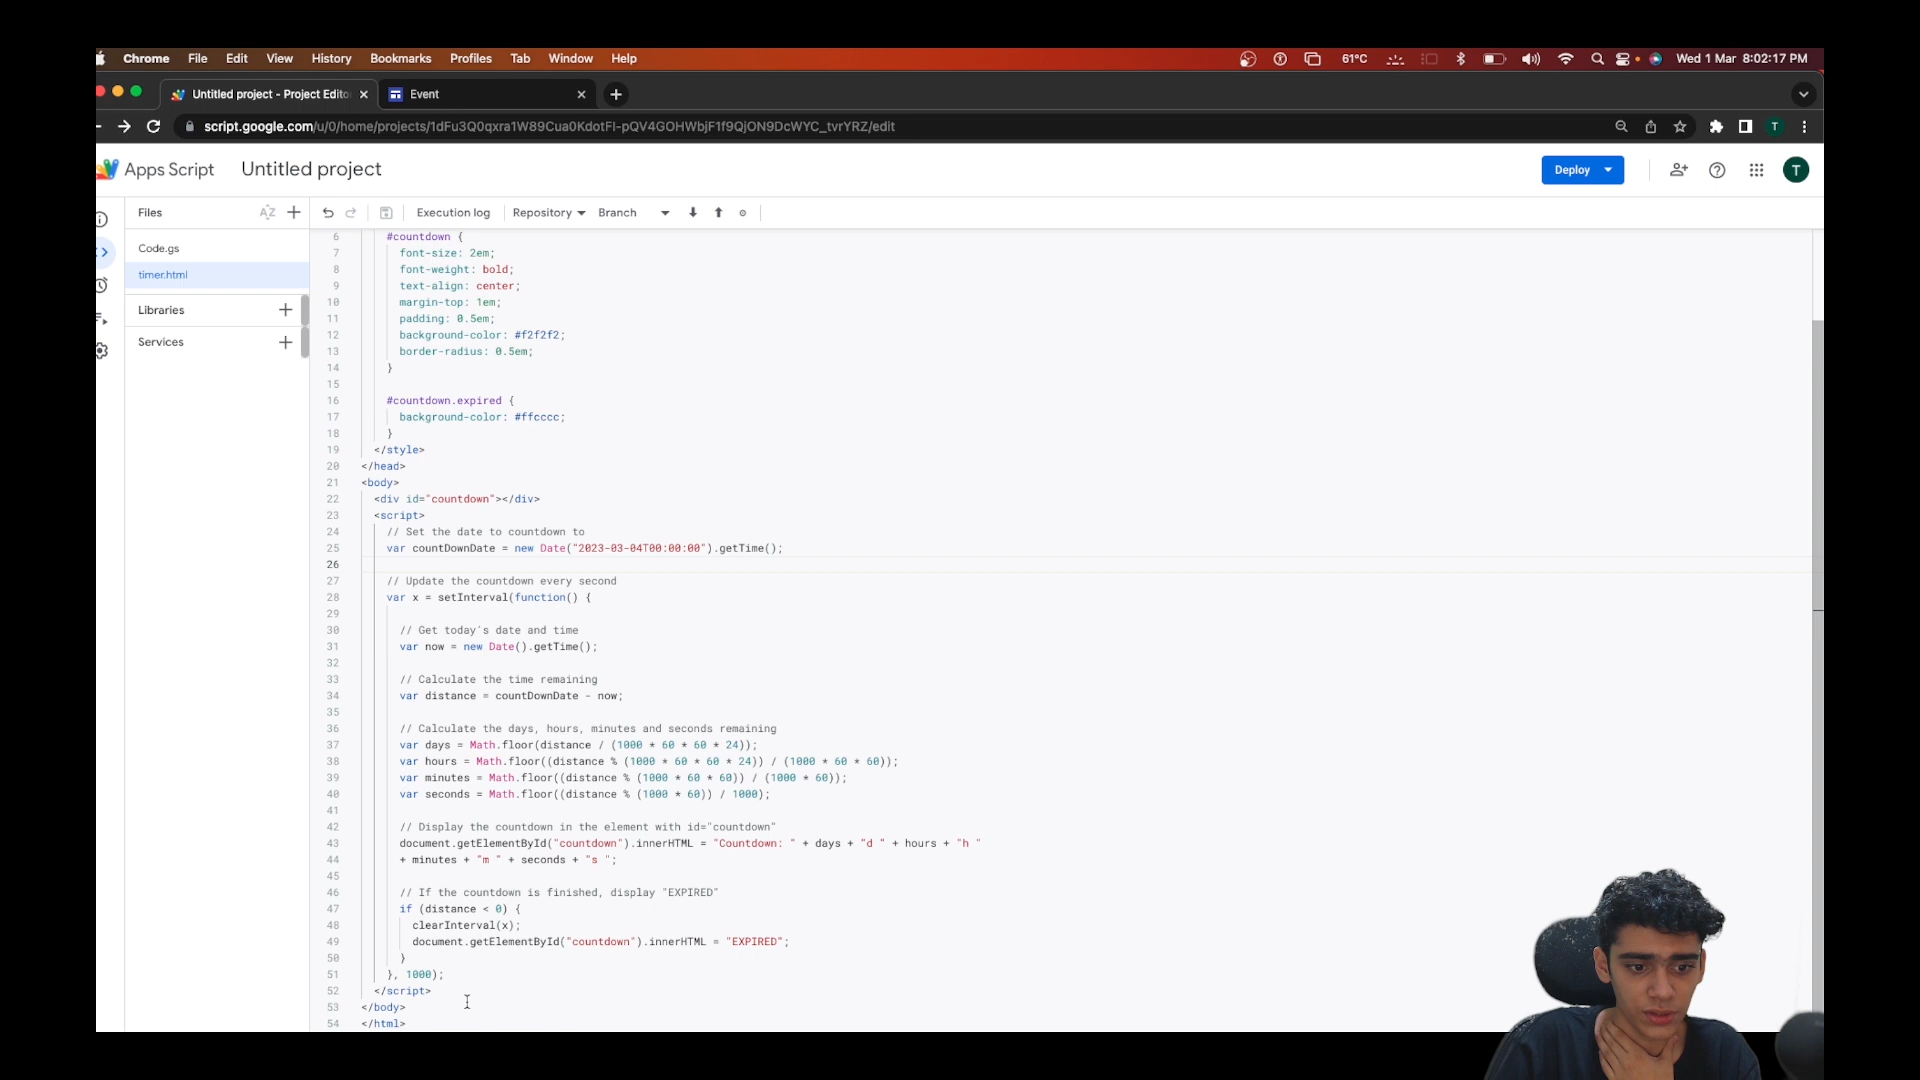 Chrome File Edit View History Bookmarks Profiles Tab Window Help 61°C Wed 1 Mar 8:02:17 PM
Untitled project - Project Edito Event
script.google.com/u/0/home/projects/1dFu3Q0qxra1W89Cua0KdotFI-pQV4GOHWbjF1f9QjON9DcWYC_tvrYRZ/edit T
Apps Script Untitled project Deploy T
Files AZ Execution log Repository Branch
Code.gs
timer.html
Libraries
Services
6 #countdown {
7 font-size: 2em;
8 font-weight: bold;
9 text-align: center;
10 margin-top: 1em;
11 padding: 0.5em;
12 background-color: #f2f2f2;
13 border-radius: 0.5em;
14 }
15
16 #countdown.expired {
17 background-color: #ffcccc;
18 }
19 </style>
20 </head>
21 <body>
22 <div id="countdown"></div>
23 <script>
24 // Set the date to countdown to
25 var countDownDate = new Date("2023-03-04T00:00:00").getTime();
26
27 // Update the countdown every second
28 var x = setInterval(function() {
29
30 // Get today's date and time
31 var now = new Date().getTime();
32
33 // Calculate the time remaining
34 var distance = countDownDate - now;
35
36 // Calculate the days, hours, minutes and seconds remaining
37 var days = Math.floor(distance / (1000 * 60 * 60 * 24));
38 var hours = Math.floor((distance % (1000 * 60 * 60 * 24)) / (1000 * 60 * 60));
39 var minutes = Math.floor((distance % (1000 * 60 * 60)) / (1000 * 60));
40 var seconds = Math.floor((distance % (1000 * 60)) / 1000);
41
42 // Display the countdown in the element with id="countdown"
43 document.getElementById("countdown").innerHTML = "Countdown: " + days + "d " + hours + "h "
44 + minutes + "m " + seconds + "s ";
45
46 // If the countdown is finished, display "EXPIRED"
47 if (distance < 0) {
48 clearInterval(x);
49 document.getElementById("countdown").innerHTML = "EXPIRED";
50 }
51 }, 1000);
52 </script>
53 </body>
54 </html>